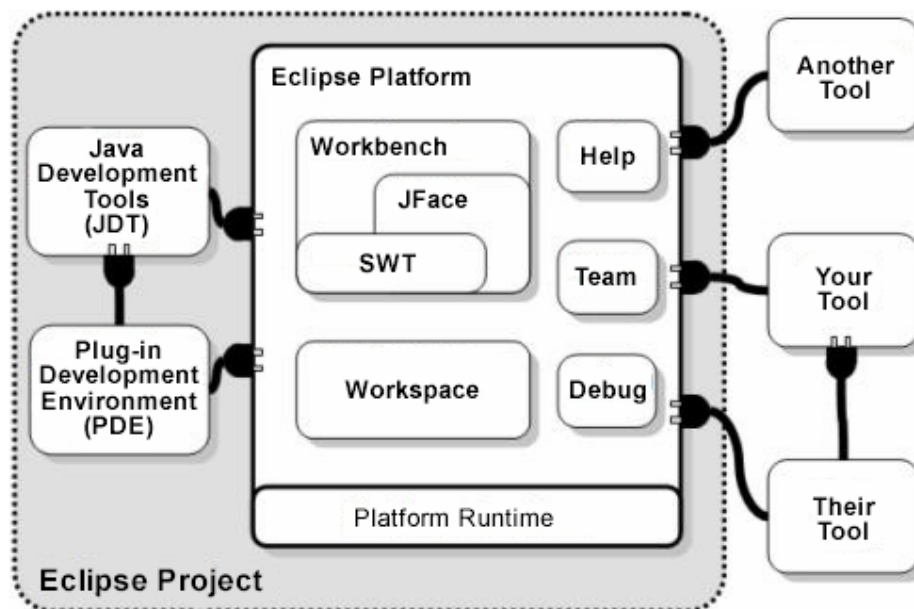 Eclipse Platform
Another
Tool
Workbench
Help
Java
Development
Tools
(JDT)
JFace
SWT
Team
Your
Tool
Plug-in
Development
Environment
(PDE)
Workspace
Debug
Platform Runtime
Their
Tool
Eclipse Project